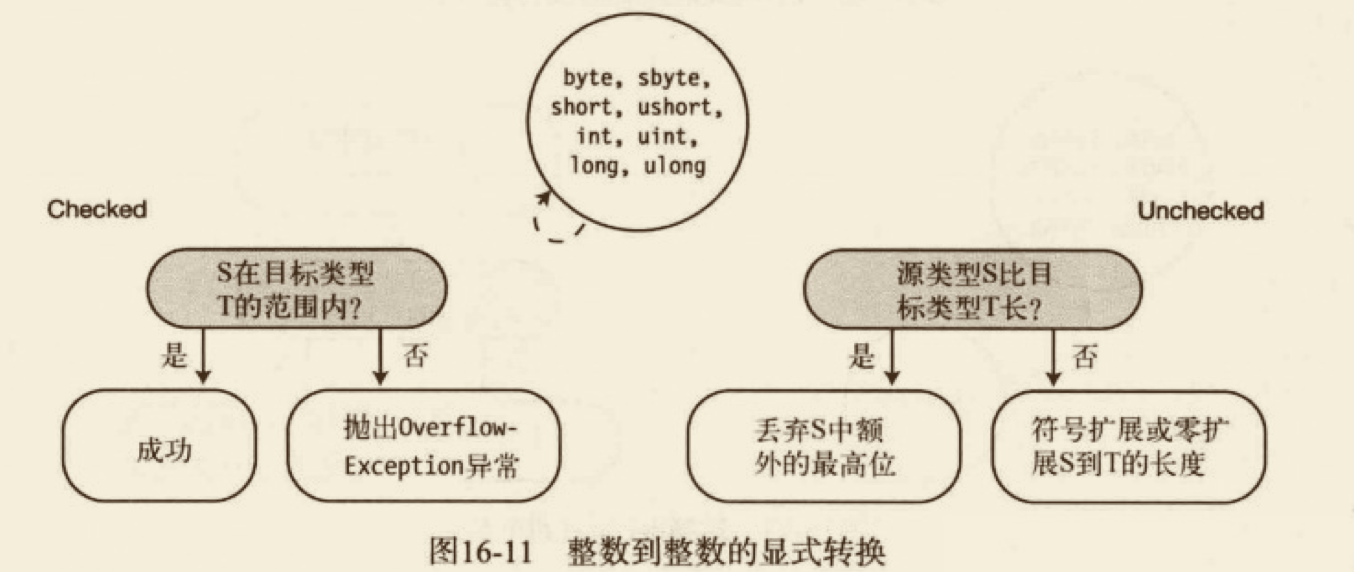 byte, sbyte,
short, ushort,
int, uint,
long, ulong
Checked
Unchecked
S在目标类型
T的范围内?
是
否
成功
抛出Overflow-
Exception异常
源类型S比目
标类型T长?
是
否
丢弃S中额
外的最高位
符号扩展或零扩
展S到T的长度
图16-11 整数到整数的显式转换